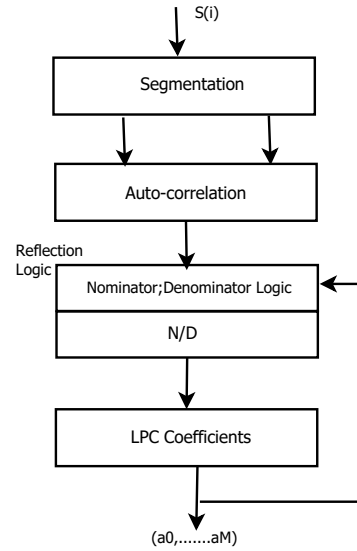 S(i)
Segmentation
Auto-correlation
Reflection
Logic
Nominator;Denominator Logic
N/D
LPC Coefficients
(a0,.......aM)